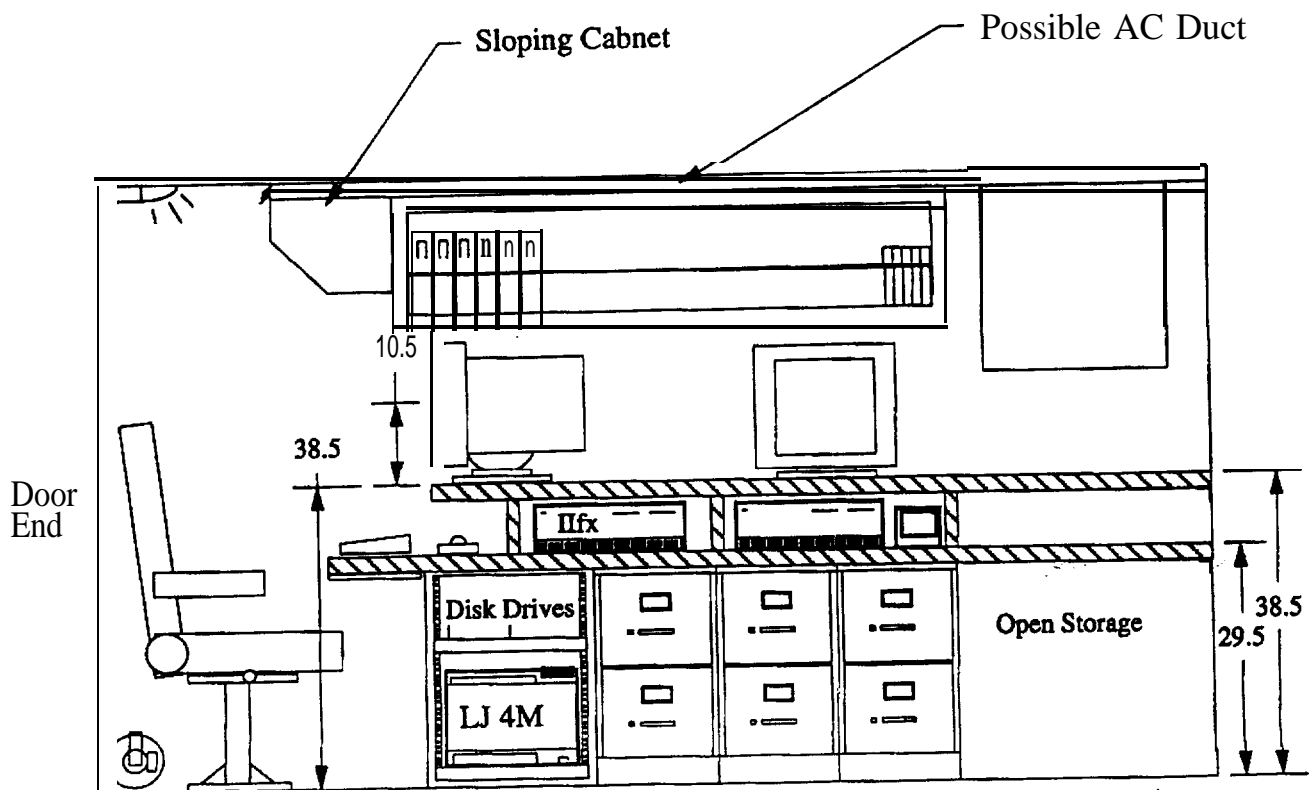 Sloping Cabnet
Possible AC Duct
n n n n n n
10.5
38.5
Door
End
IIfx
Disk Drives
LJ 4M
Open Storage
38.5
29.5